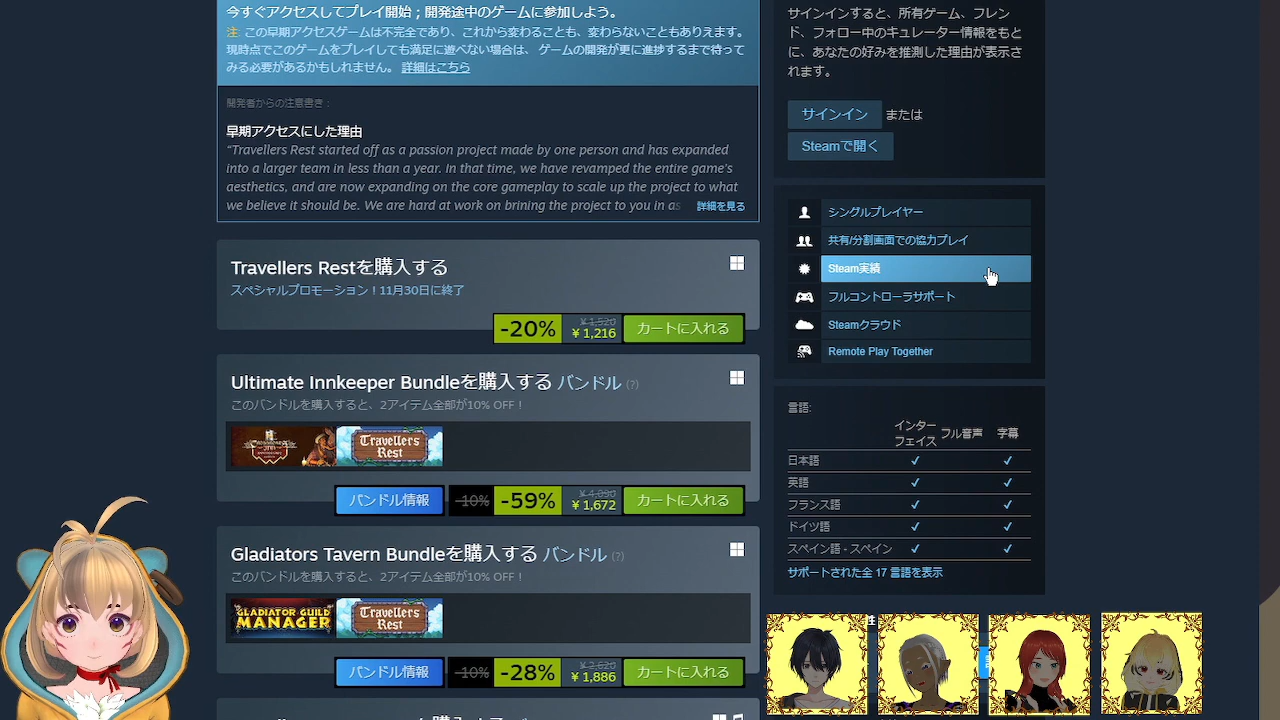 今すぐアクセスしてプレイ開始；開発途中のゲームに参加しよう。
注 この早期アクセスゲームは不完全であり、これから変わることも、変わらないこともありえます。
現時点でこのゲームをプレイしても満足に遊べない場合は、ゲームの開発が更に進捗するまで待って
みる必要があるかもしれません。 詳細はこちら
開発者からの注意書き：
早期アクセスにした理由
“Travellers Rest started off as a passion project made by one person and has expanded
into a larger team in less than a year. In that time, we have revamped the entire game's
aesthetics, and are now expanding on the core gameplay to scale up the project to what
we believe it should be. We are hard at work on brining the project to you in as
詳細を見る
Travellers Restを購入する
スペシャルプロモーション！11月30日に終了
-20% ¥ 1,520 ¥ 1,216 カートに入れる
Ultimate Innkeeper Bundleを購入する バンドル (?)
このバンドルを購入すると、2アイテム全部が10% OFF！
Travellers
Rest
バンドル情報 -10% -59% ¥ 4,090 ¥ 1,672 カートに入れる
Gladiators Tavern Bundleを購入する バンドル (?)
このバンドルを購入すると、2アイテム全部が10% OFF！
GLADIATOR GUILD
MANAGER
Travellers
Rest
バンドル情報 -10% -28% ¥ 2,620 ¥ 1,886 カートに入れる
サインインすると、所有ゲーム、フレン
ド、フォロー中のキュレーター情報をもと
に、あなたの好みを推測した理由が表示さ
れます。
サインイン または
Steamで開く
シングルプレイヤー
共有/分割画面での協力プレイ
Steam実績
フルコントローラサポート
Steamクラウド
Remote Play Together
言語:
インターフェイス フル音声 字幕
日本語 ✓ ✓
英語 ✓ ✓
フランス語 ✓ ✓
ドイツ語 ✓ ✓
スペイン語 - スペイン ✓ ✓
サポートされた全 17 言語を表示